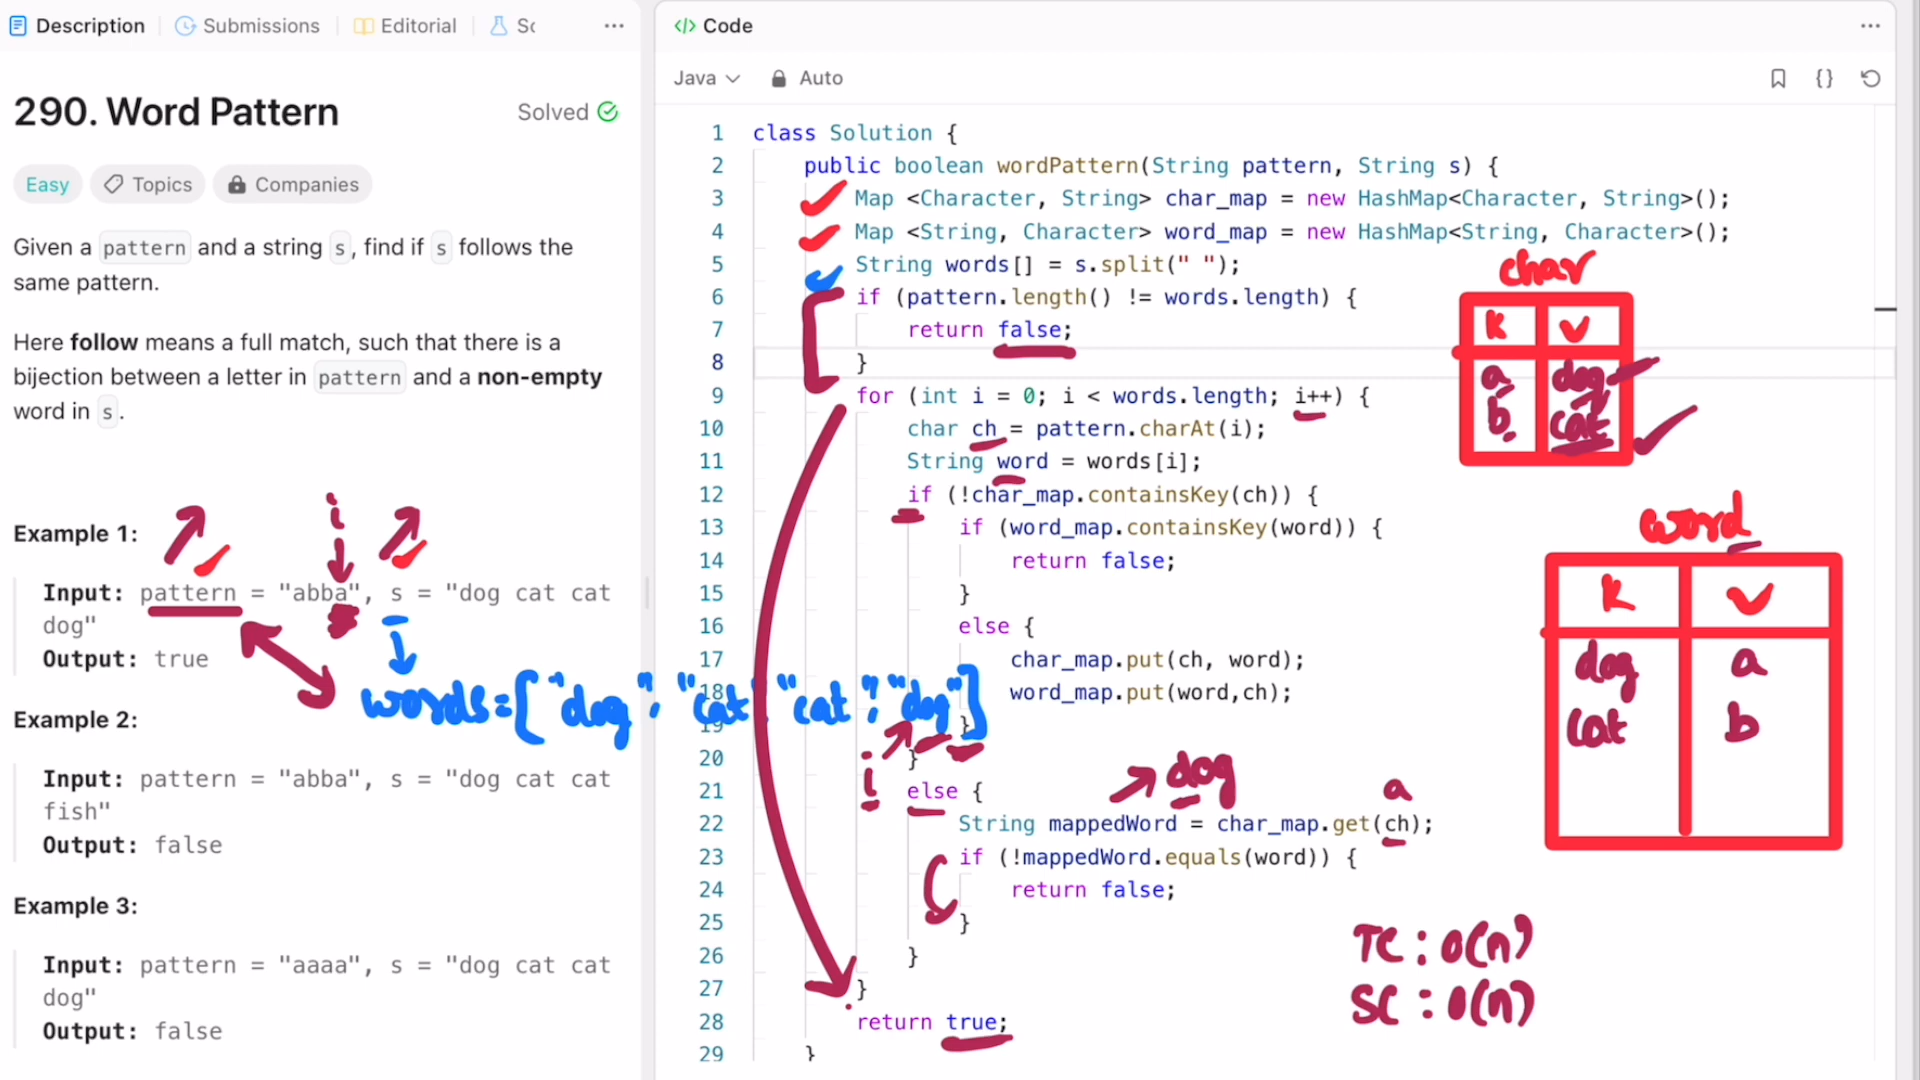 Description
Submissions
Editorial
So
Code
Java
Auto
290. Word Pattern
Solved
Easy
Topics
Companies
Given a pattern and a string s, find if s follows the
same pattern.
Here follow means a full match, such that there is a
bijection between a letter in pattern and a non-empty
word in s.
Example 1:
i
Input: pattern = "abba", s = "dog cat cat
dog"
Output: true
words=["dog", "cat", "cat", "dog"]
Example 2:
Input: pattern = "abba", s = "dog cat cat
fish"
Output: false
Example 3:
Input: pattern = "aaaa", s = "dog cat cat
dog"
Output: false
1 class Solution {
2 public boolean wordPattern(String pattern, String s) {
3 Map <Character, String> char_map = new HashMap<Character, String>();
4 Map <String, Character> word_map = new HashMap<String, Character>();
5 String words[] = s.split(" ");
6 if (pattern.length() != words.length) {
7 return false;
8 }
9 for (int i = 0; i < words.length; i++) {
10 char ch = pattern.charAt(i);
11 String word = words[i];
12 if (!char_map.containsKey(ch)) {
13 if (word_map.containsKey(word)) {
14 return false;
15 }
16 else {
17 char_map.put(ch, word);
18 word_map.put(word,ch);
19 }
20 }
i
21 else {
dog
a
22 String mappedWord = char_map.get(ch);
23 if (!mappedWord.equals(word)) {
24 return false;
25 }
26 }
27 }
28 return true;
29 }
char
k v
a dog
b cat
word
k v
dog a
cat b
TC : O(n)
SC : O(n)